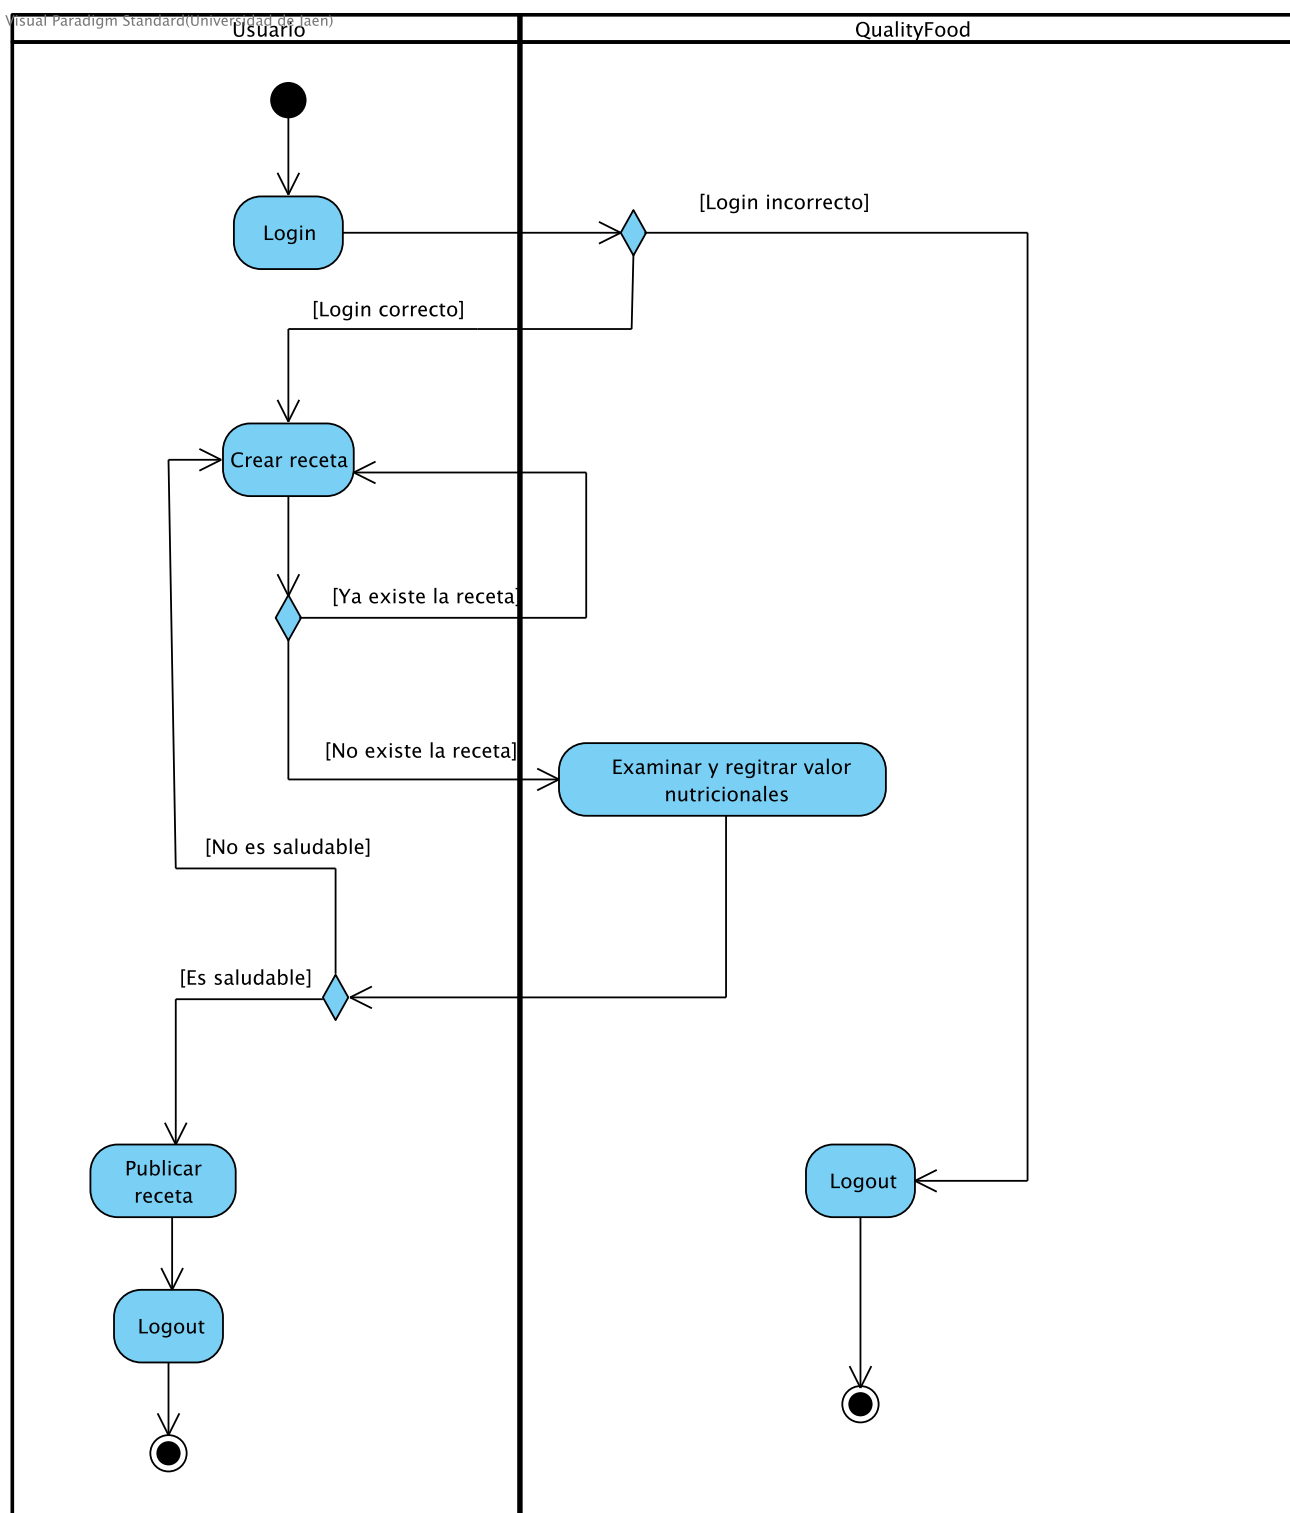 Visual Paradigm Standard(Universidad de Jaen)
Usuario
QualityFood
Login
[Login incorrecto]
[Login correcto]
Crear receta
[Ya existe la receta]
[No existe la receta]
Examinar y regitrar valor
nutricionales
[No es saludable]
[Es saludable]
Publicar
receta
Logout
Logout